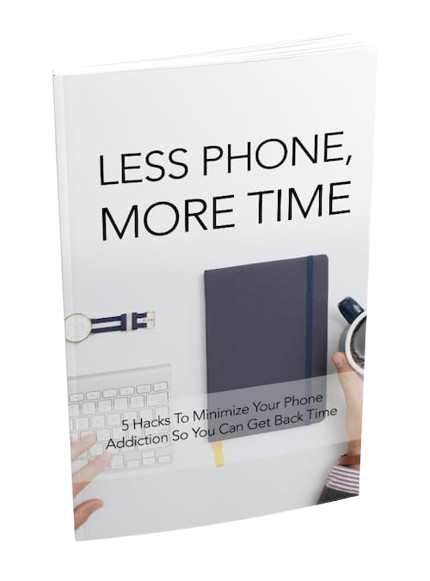 LESS PHONE,
MORE TIME
5 Hacks To Minimize Your Phone
Addiction So You Can Get Back Time